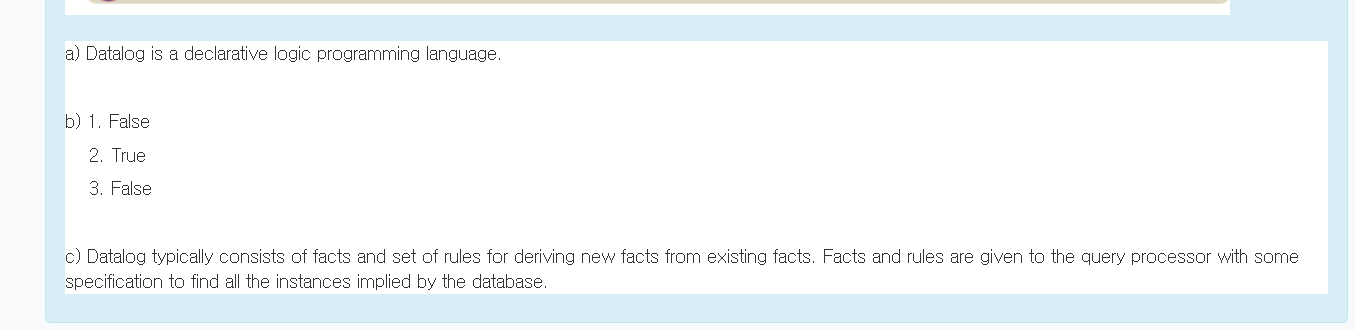 a) Datalog is a declarative logic programming language.
b) 1. False
2. True
3. False
c) Datalog typically consists of facts and set of rules for deriving new facts from existing facts. Facts and rules are given to the query processor with some
specification to find all the instances implied by the database.